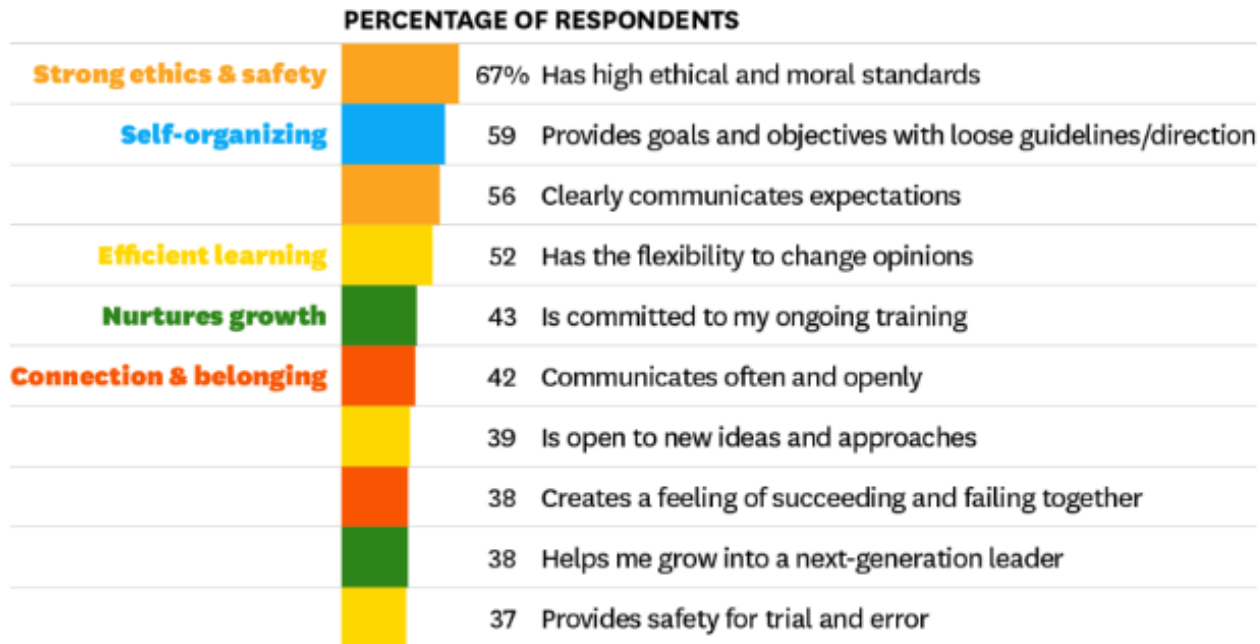 PERCENTAGE OF RESPONDENTS
Strong ethics & safety 67% Has high ethical and moral standards
Self-organizing 59 Provides goals and objectives with loose guidelines/direction
56 Clearly communicates expectations
Efficient learning 52 Has the flexibility to change opinions
Nurtures growth 43 Is committed to my ongoing training
Connection & belonging 42 Communicates often and openly
39 Is open to new ideas and approaches
38 Creates a feeling of succeeding and failing together
38 Helps me grow into a next-generation leader
37 Provides safety for trial and error